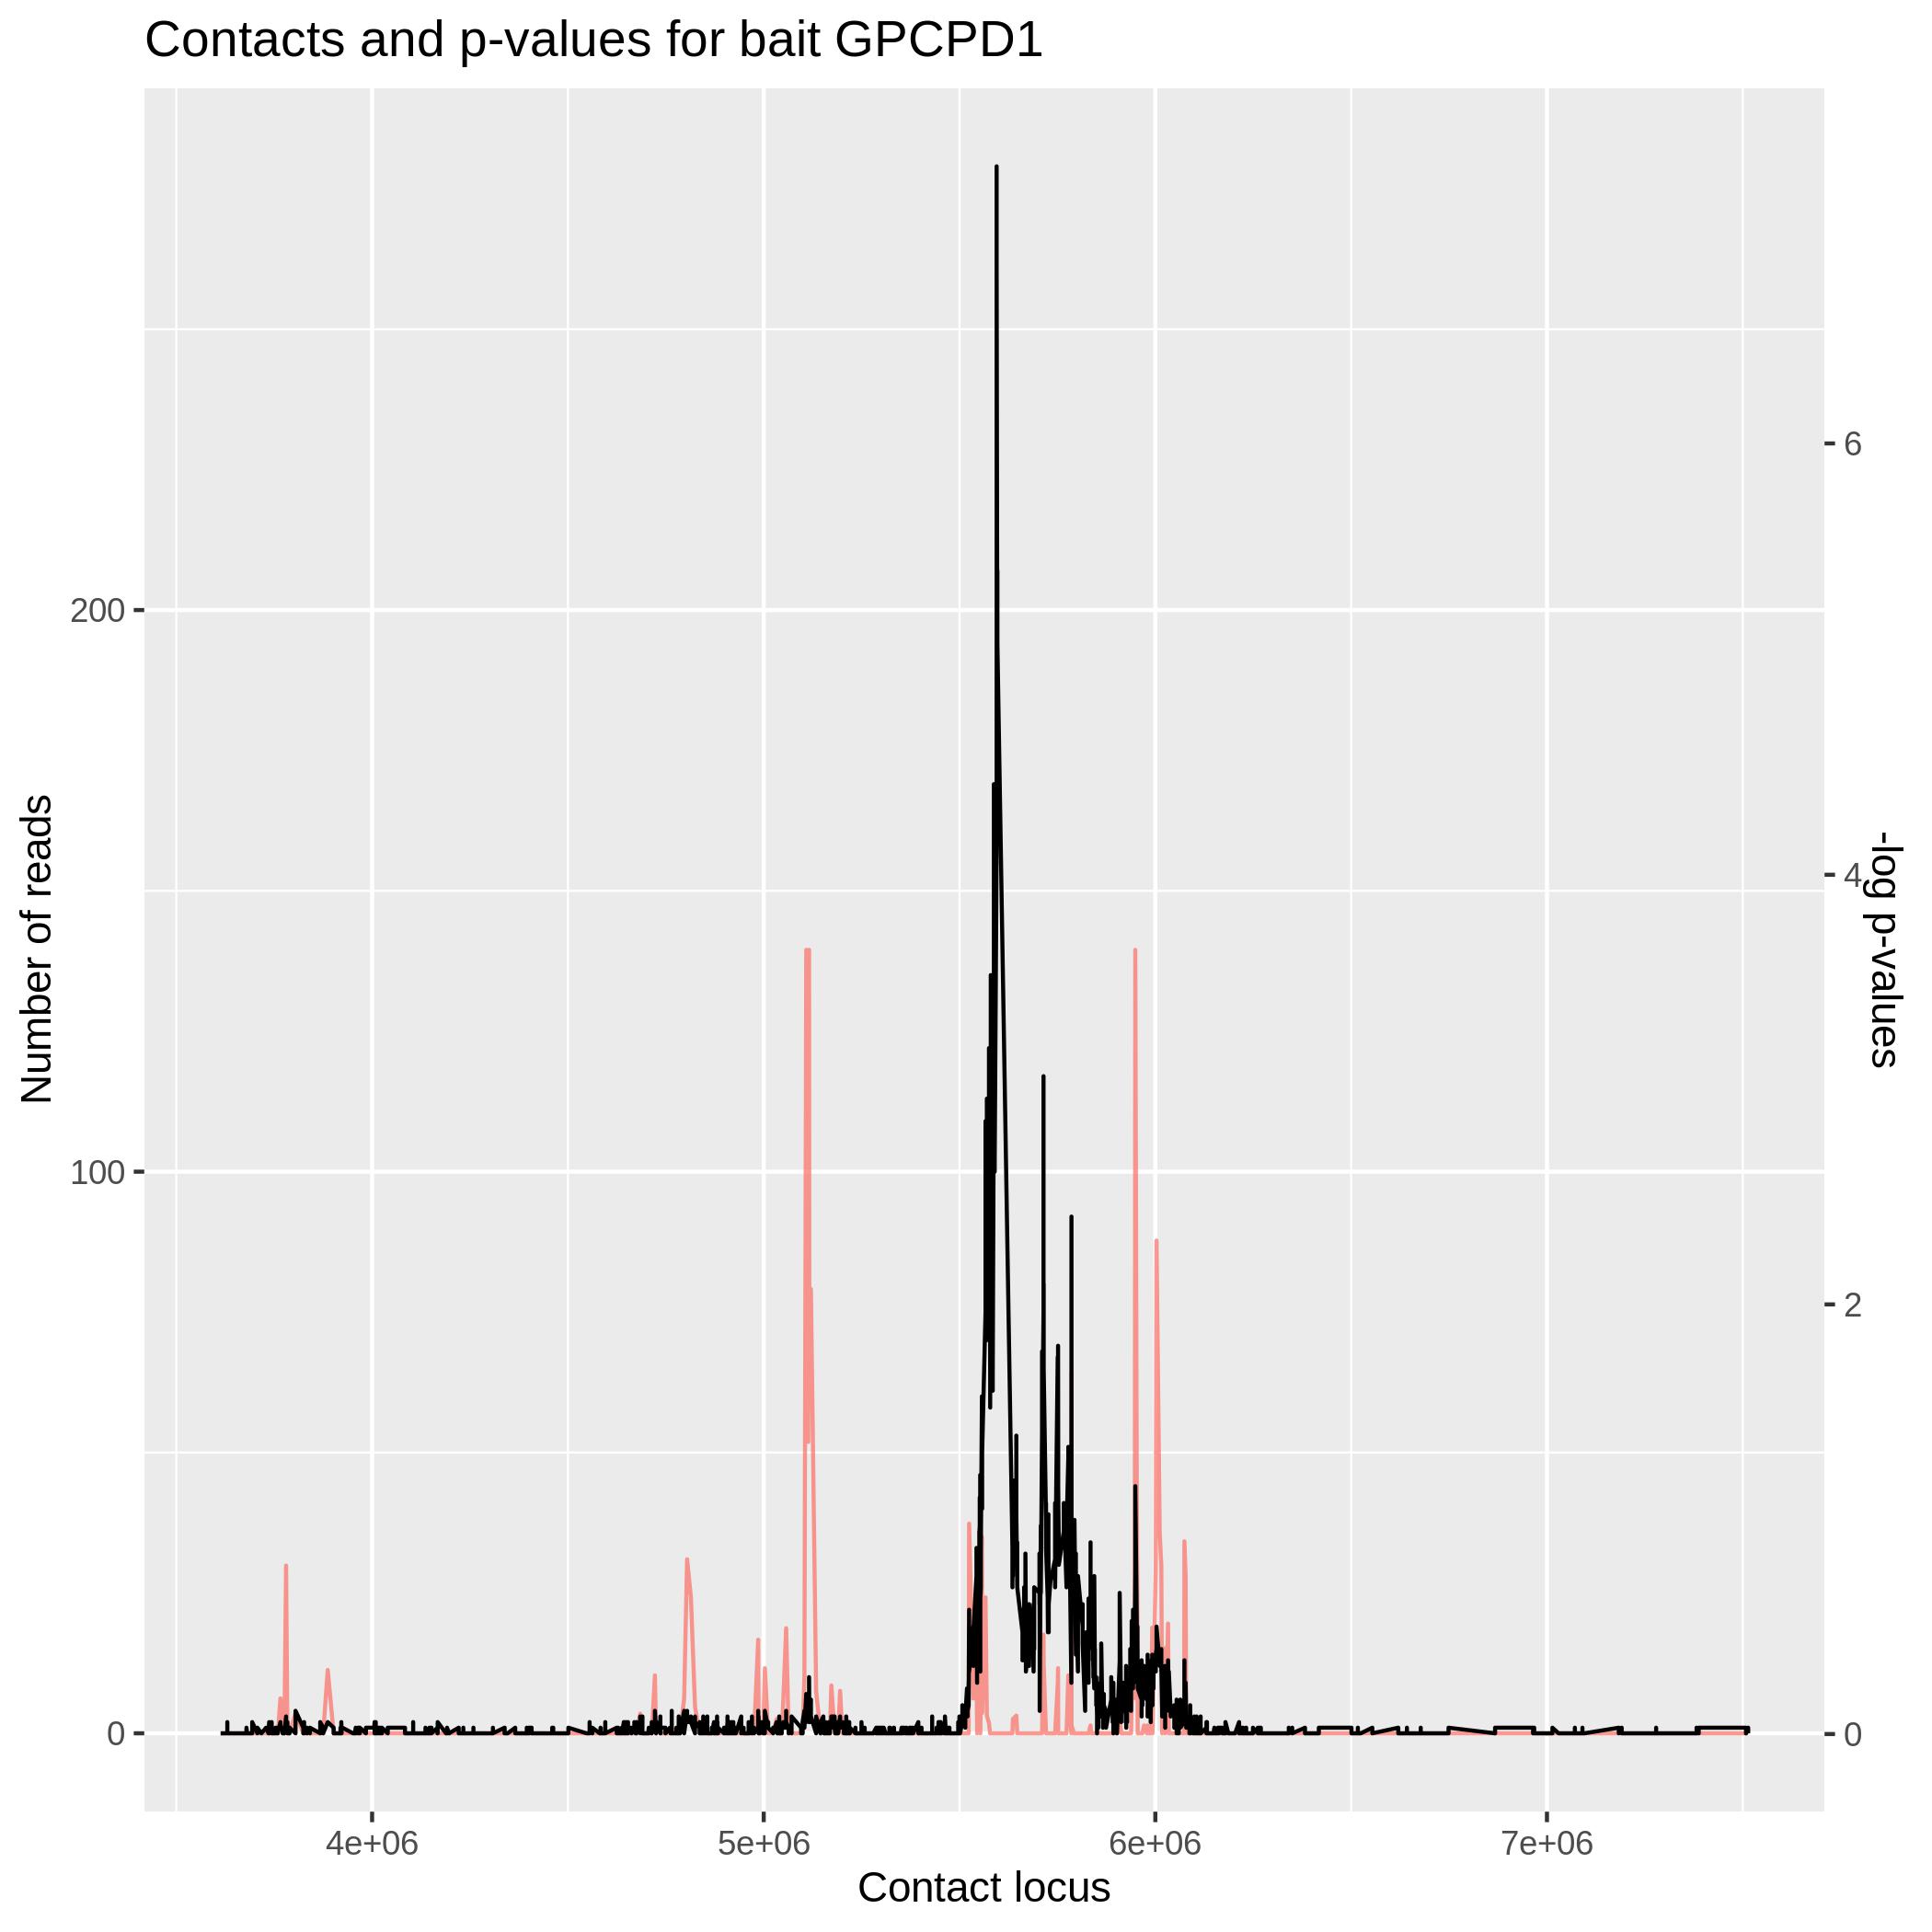 Contacts and p-values for bait GPCPD1
Number of reads
200
100
0
6
4
2
0
-log p-values
4e+06
5e+06
6e+06
7e+06
Contact locus